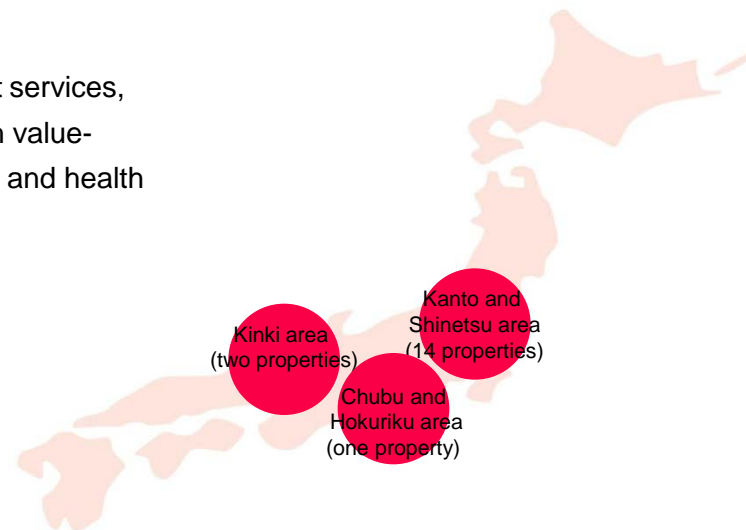 t services,
n value-
and health
Kanto and
Shinetsu area
(14 properties)
Kinki area
(two properties)
Chubu and
Hokuriku area
(one property)